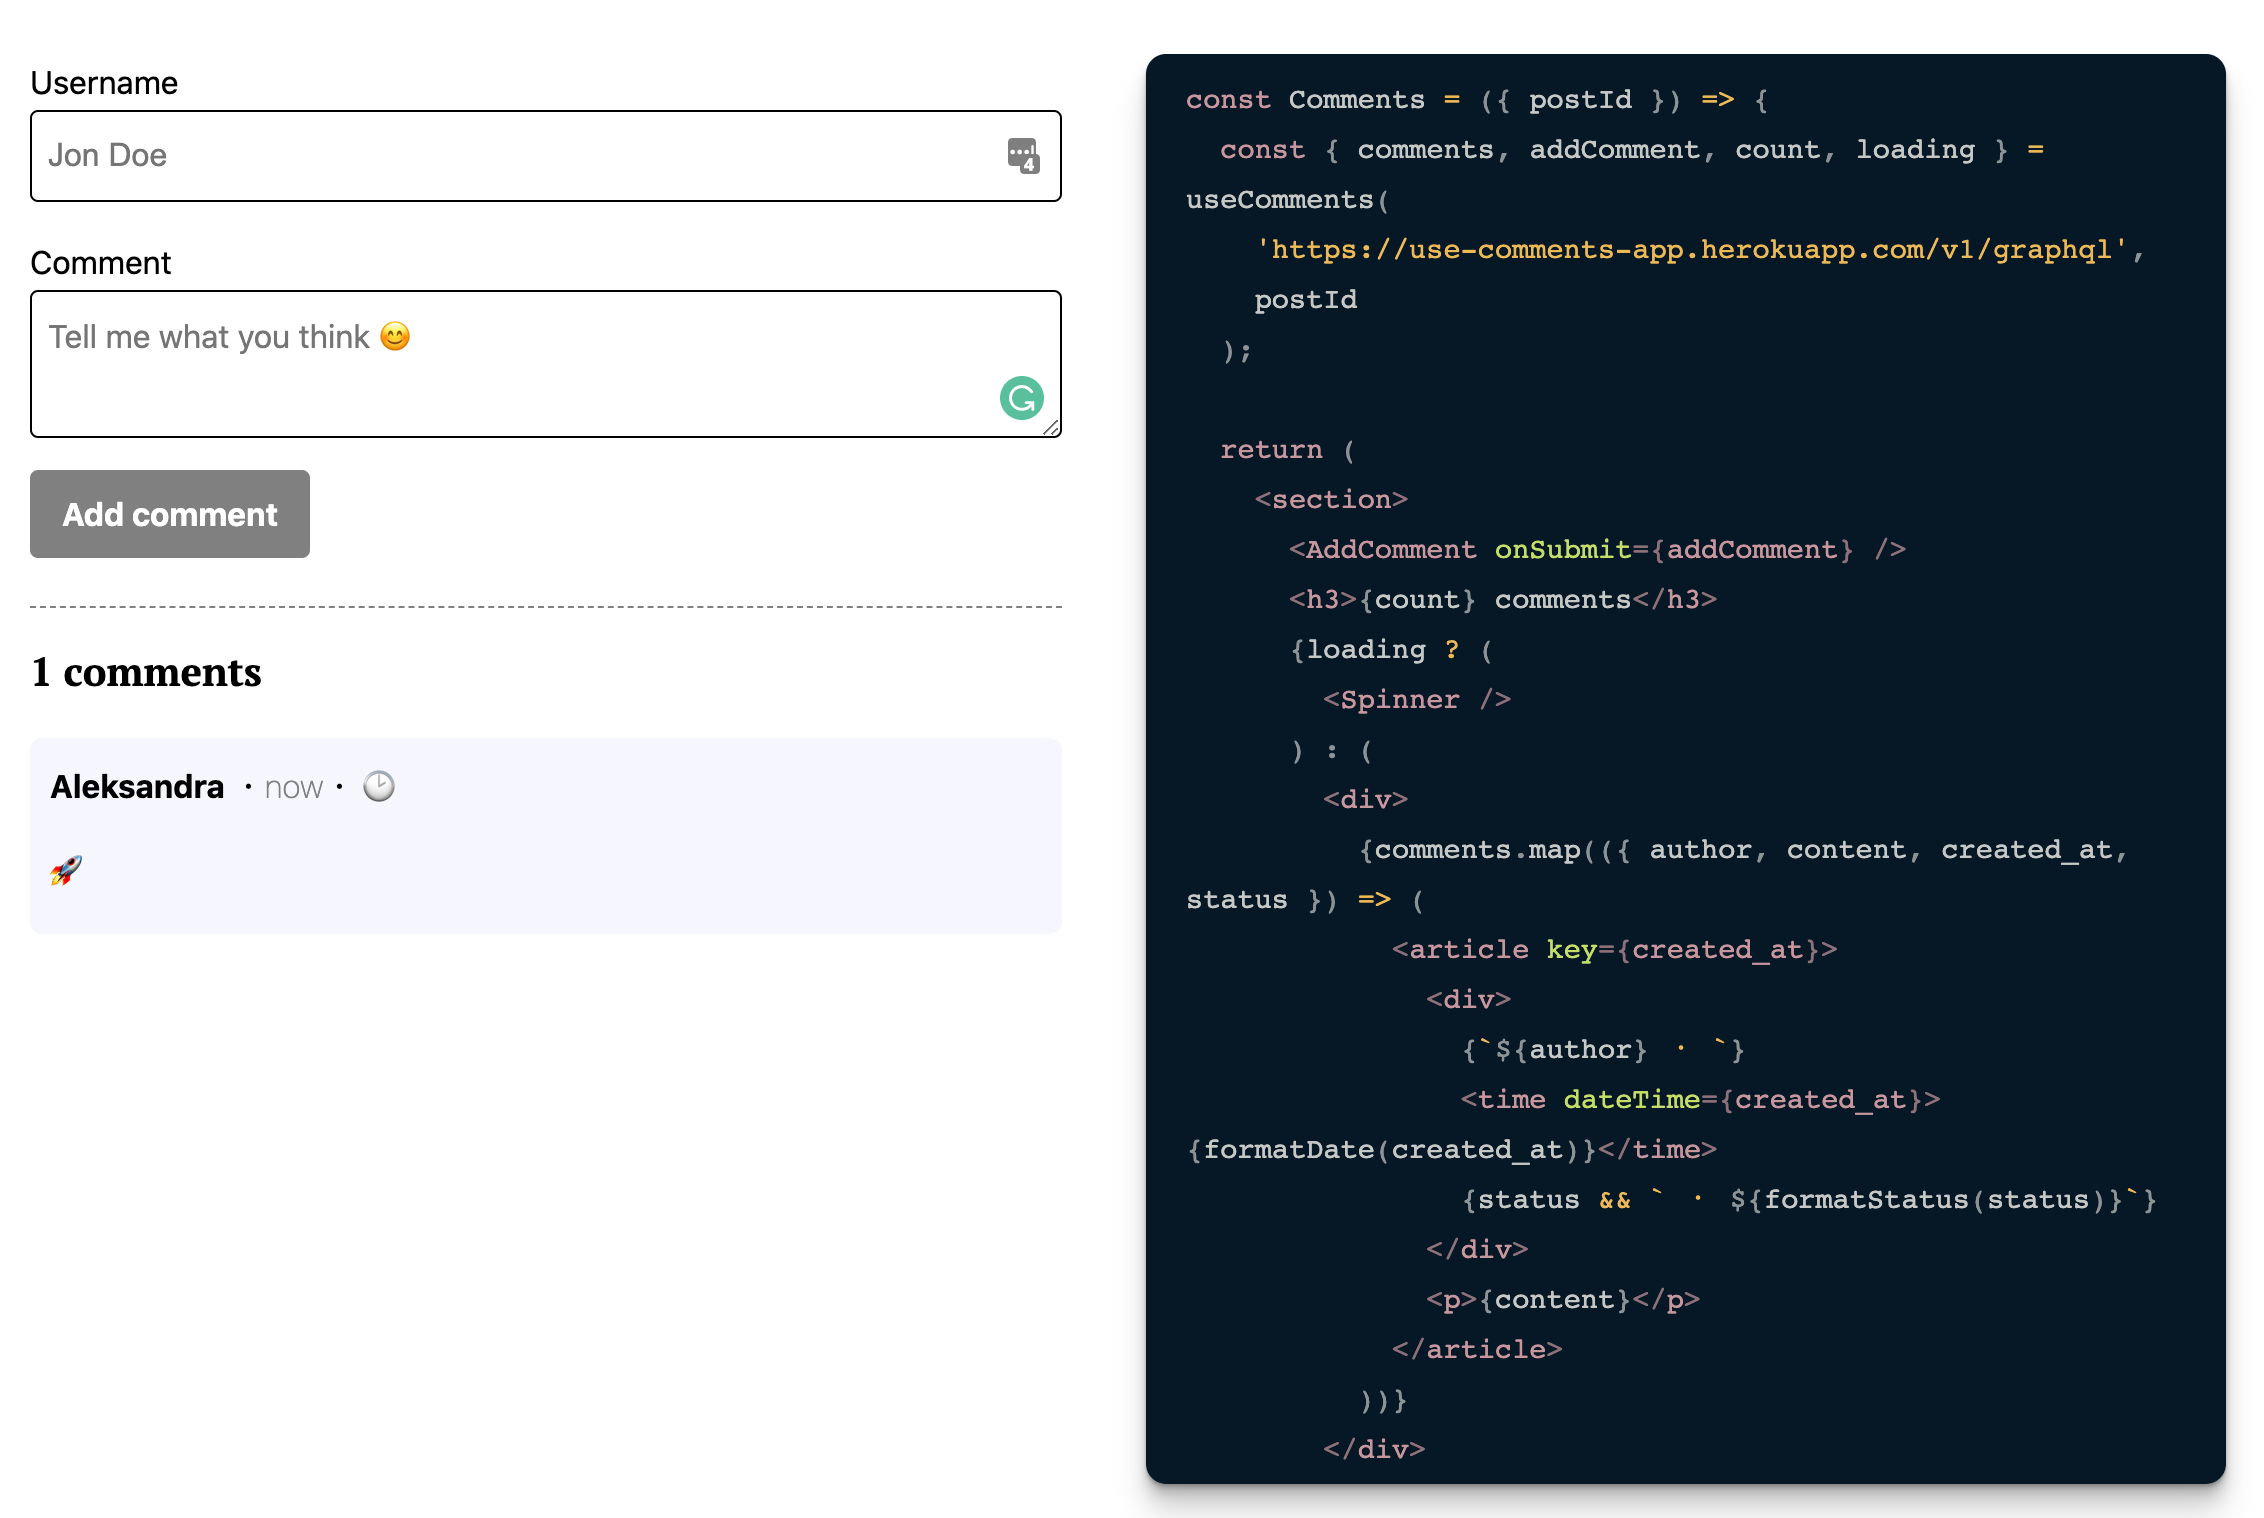 Username
Jon Doe
4
Comment
Tell me what you think 😊
Add comment
1 comments
Aleksandra · now · 🕑
🚀
const Comments = ({ postId }) => {
  const { comments, addComment, count, loading } =
useComments(
    'https://use-comments-app.herokuapp.com/v1/graphql',
    postId
  );
  return (
    <section>
      <AddComment onSubmit={addComment} />
      <h3>{count} comments</h3>
      {loading ? (
        <Spinner />
      ) : (
        <div>
          {comments.map(({ author, content, created_at,
status }) => (
            <article key={created_at}>
              <div>
                {`${author} · `}
                <time dateTime={created_at}>
{formatDate(created_at)}</time>
                {status && ` · ${formatStatus(status)}`}
              </div>
              <p>{content}</p>
            </article>
          ))}
        </div>